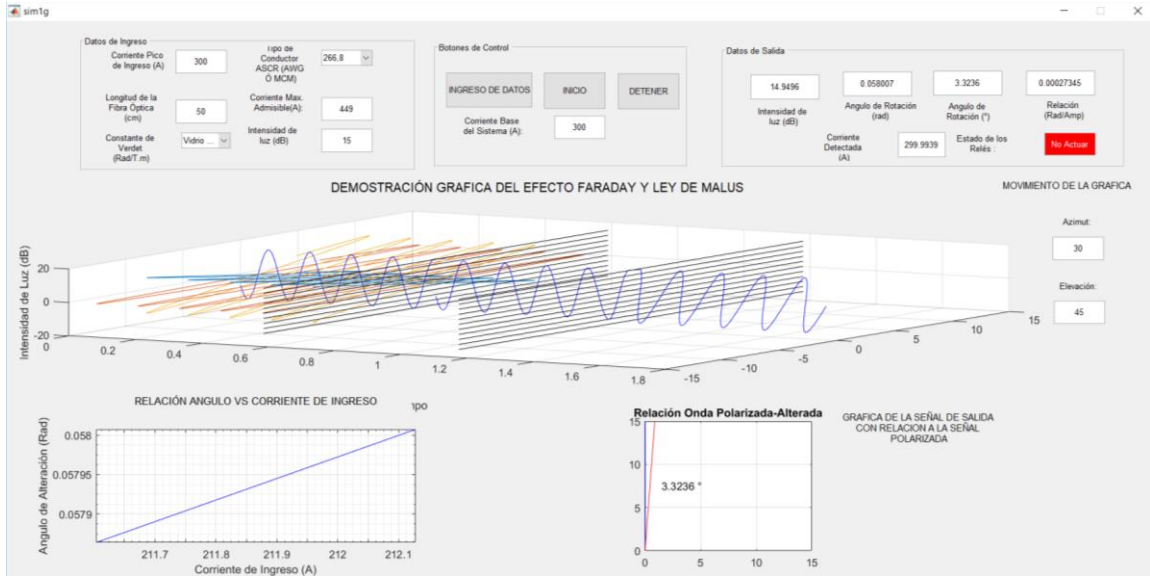 sim1g
Datos de Ingreso
Corriente Pico
de Ingreso (A)
300
Tipo de
Conductor
ASCR (AWG
Ó MCM)
266,8
Longitud de la
Fibra Óptica
(cm)
50
Corriente Max.
Admisible(A):
449
Constante de
Verdet
(Rad/T.m)
Vidrio ...
Intensidad de
luz (dB)
15
Botones de Control
INGRESO DE DATOS
INICIO
DETENER
Corriente Base
del Sistema (A):
300
Datos de Salida
14.9496
0.058007
3.3236
0.00027345
Intensidad de
luz (dB)
Angulo de Rotación
(rad)
Angulo de
Rotación (°)
Relación
(Rad/Amp)
Corriente
Detectada
(A)
299.9939
Estado de los
Relés :
No Actuar
DEMOSTRACIÓN GRAFICA DEL EFECTO FARADAY Y LEY DE MALUS
MOVIMIENTO DE LA GRAFICA
Azimut:
30
Elevación:
45
Intensidad de Luz (dB)
20
0
-20
0
0.2
0.4
0.6
0.8
1
1.2
1.4
1.6
1.8
-15
-10
-5
0
5
10
15
RELACIÓN ANGULO VS CORRIENTE DE INGRESO
Angulo de Alteración (Rad)
0.058
0.05795
0.0579
211.7
211.8
211.9
212
212.1
Corriente de Ingreso (A)
Relación Onda Polarizada-Alterada
15
10
5
0
3.3236 °
0
5
10
15
GRAFICA DE LA SEÑAL DE SALIDA
CON RELACION A LA SEÑAL
POLARIZADA